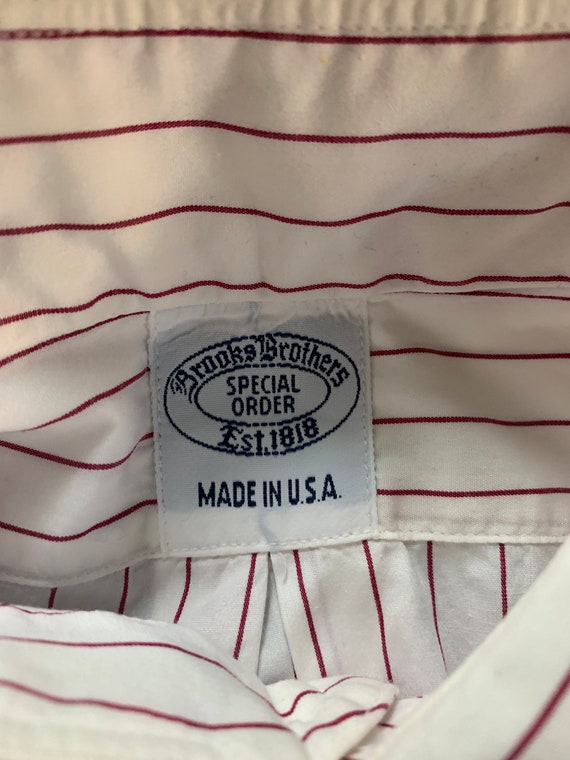 Brooks Brothers
SPECIAL
ORDER
Est. 1818
MADE IN U.S.A.